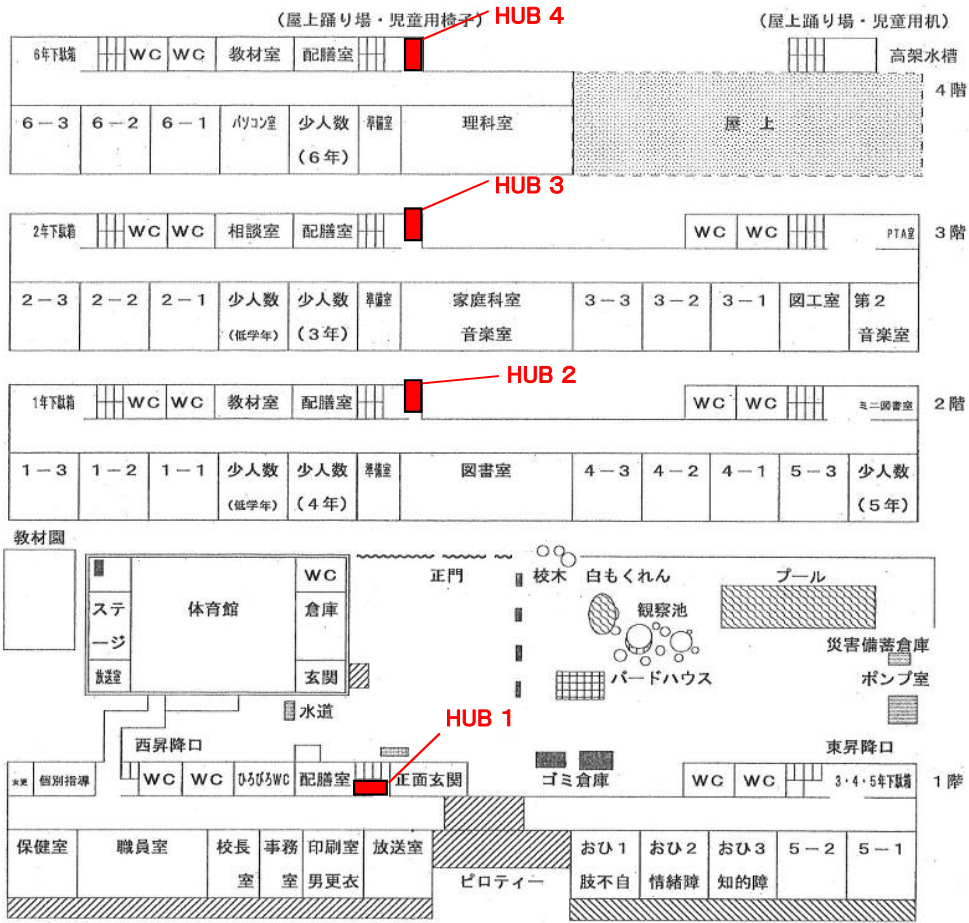 (屋上踊り場・児童用椅子)
HUB 4
(屋上踊り場・児童用机)
6年下駄箱
WC
WC
教材室
配膳室
高架水槽
4階
6-3
6-2
6-1
パソコン室
少人数
(6年)
準備室
理科室
屋上
HUB 3
2年下駄箱
WC
WC
相談室
配膳室
WC
WC
PTA室
3階
2-3
2-2
2-1
少人数
(低学年)
少人数
(3年)
準備室
家庭科室
音楽室
3-3
3-2
3-1
図工室
第2
音楽室
HUB 2
1年下駄箱
WC
WC
教材室
配膳室
WC
WC
ミニ図書室
2階
1-3
1-2
1-1
少人数
(低学年)
少人数
(4年)
準備室
図書室
4-3
4-2
4-1
5-3
少人数
(5年)
教材園
ステ
ージ
放送室
体育館
WC
倉庫
玄関
正門
校木
白もくれん
観察池
バードハウス
プール
災害備蓄倉庫
ポンプ室
水道
HUB 1
西昇降口
東昇降口
個別指導
WC
WC
ひろびろWC
配膳室
正面玄関
ゴミ倉庫
WC
WC
3・4・5年下駄箱
1階
保健室
職員室
校長
室
事務
室
印刷室
男更衣
放送室
ピロティー
おひ1
肢不自
おひ2
情緒障
おひ3
知的障
5-2
5-1